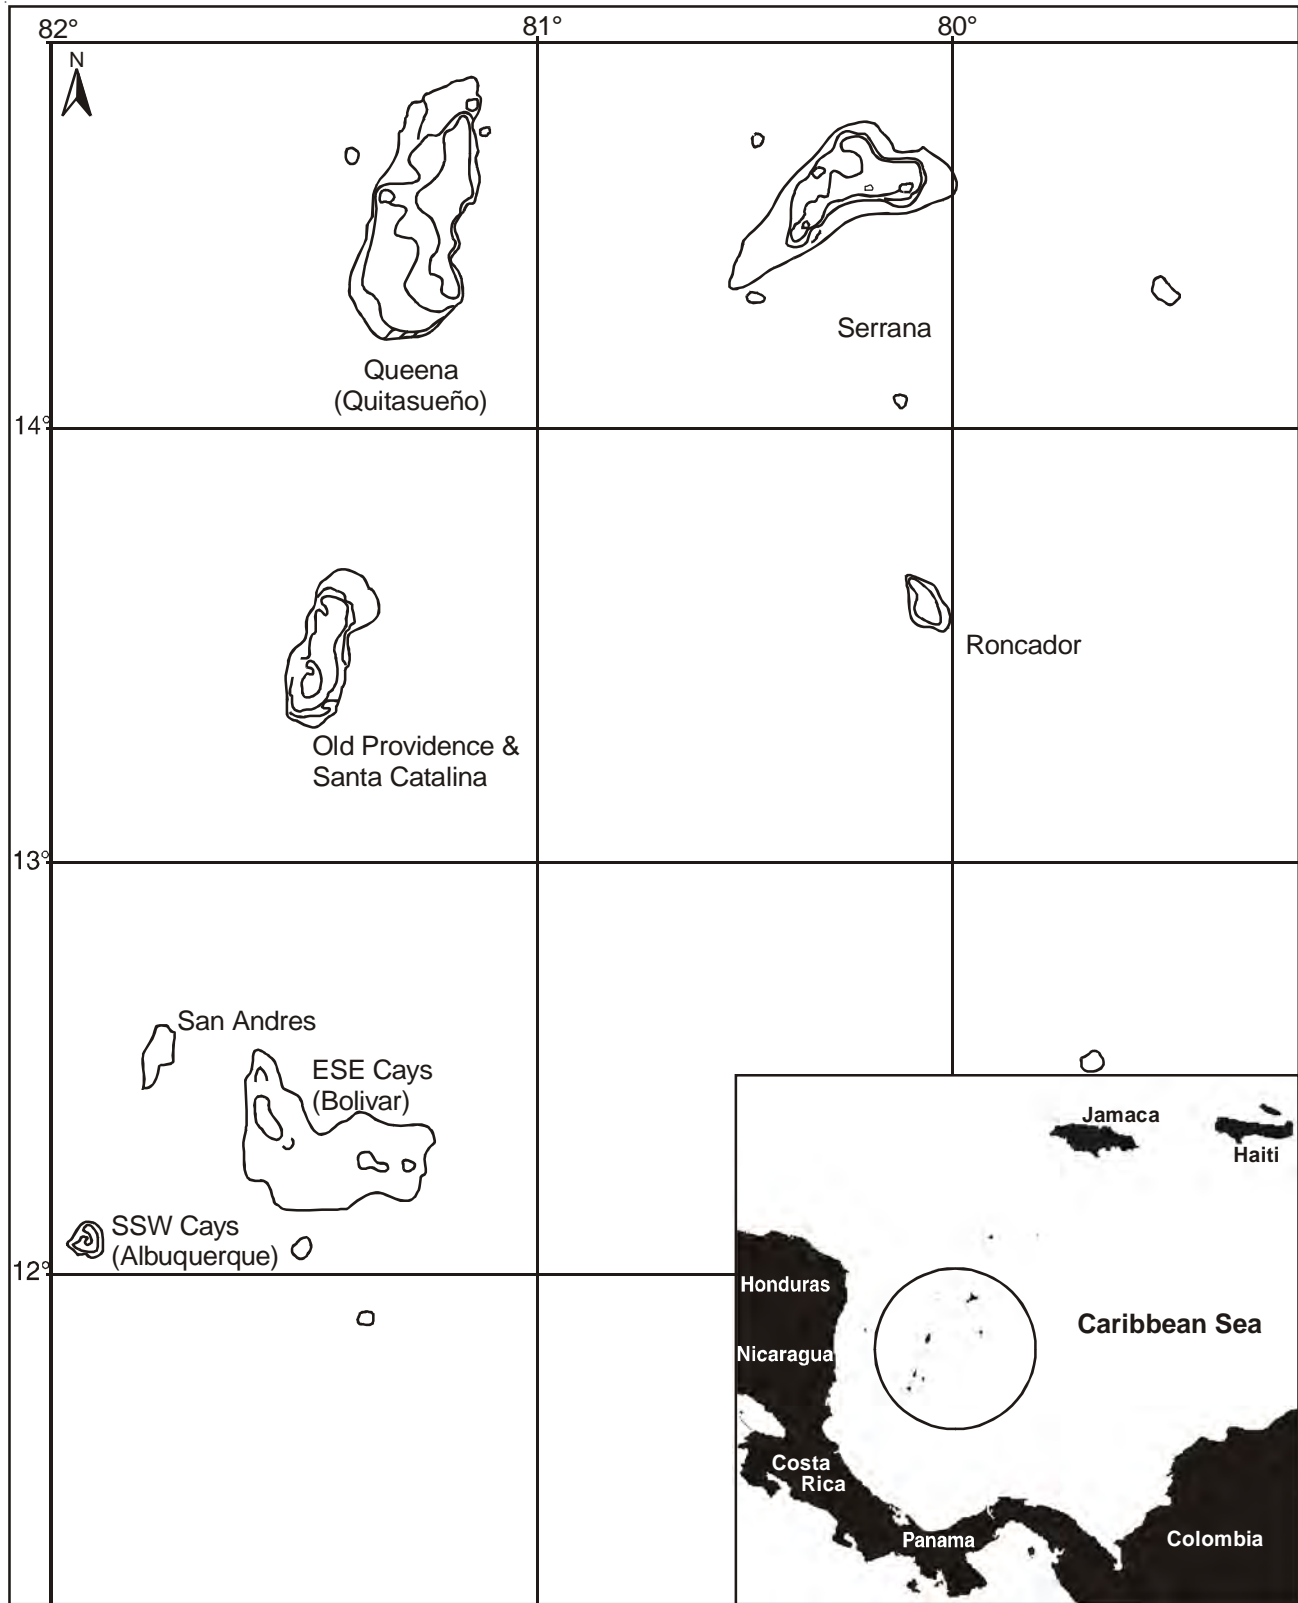 82°
81°
80°
N
Queena
(Quitasueño)
Serrana
14°
Roncador
Old Providence &
Santa Catalina
13°
San Andres
ESE Cays
(Bolivar)
SSW Cays
(Albuquerque)
12°
Jamaca
Haiti
Honduras
Caribbean Sea
Nicaragua
Costa
Rica
Panama
Colombia